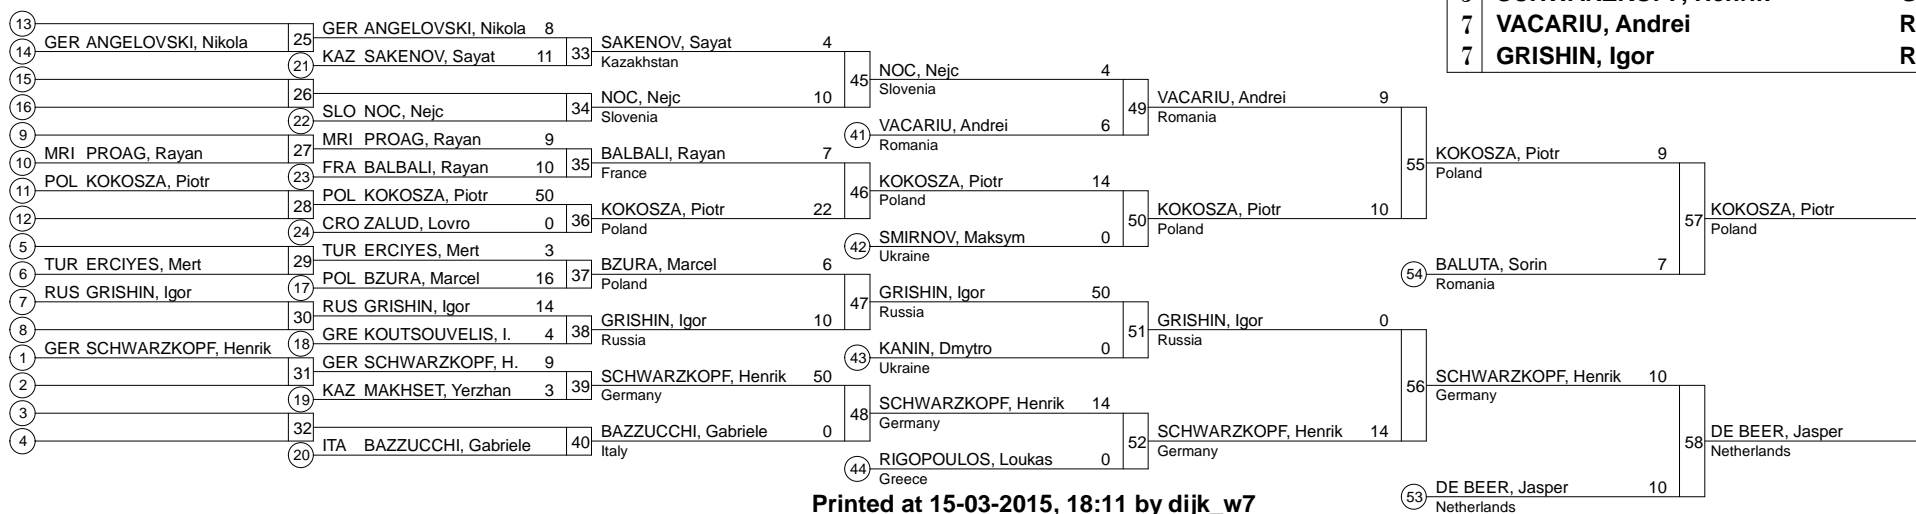 7 VACARIU, Andrei R
7 GRISHIN, Igor R
13
14 GER ANGELOVSKI, Nikola
15
16
9
10 MRI PROAG, Rayan
11 POL KOKOSZA, Piotr
12
5
6 TUR ERCIYES, Mert
7 RUS GRISHIN, Igor
8
1 GER SCHWARZKOPF, Henrik
2
3
4
25 GER ANGELOVSKI, Nikola 8
21 KAZ SAKENOV, Sayat 11
26
22 SLO NOC, Nejc
27 MRI PROAG, Rayan 9
23 FRA BALBALI, Rayan 10
28 POL KOKOSZA, Piotr 50
24 CRO ZALUD, Lovro 0
29 TUR ERCIYES, Mert 3
17 POL BZURA, Marcel 16
30 RUS GRISHIN, Igor 14
18 GRE KOUTSOUVELIS, I. 4
31 GER SCHWARZKOPF, H. 9
19 KAZ MAKHSET, Yerzhan 3
32
20 ITA BAZZUCCHI, Gabriele
33 SAKENOV, Sayat 4
Kazakhstan
34 NOC, Nejc 10
Slovenia
35 BALBALI, Rayan 7
France
36 KOKOSZA, Piotr 22
Poland
37 BZURA, Marcel 6
Poland
38 GRISHIN, Igor 10
Russia
39 SCHWARZKOPF, Henrik 50
Germany
40 BAZZUCCHI, Gabriele 0
Italy
45 NOC, Nejc 4
Slovenia
41 VACARIU, Andrei 6
Romania
46 KOKOSZA, Piotr 14
Poland
42 SMIRNOV, Maksym 0
Ukraine
47 GRISHIN, Igor 50
Russia
43 KANIN, Dmytro 0
Ukraine
48 SCHWARZKOPF, Henrik 14
Germany
44 RIGOPOULOS, Loukas 0
Greece
49 VACARIU, Andrei 9
Romania
50 KOKOSZA, Piotr 10
Poland
51 GRISHIN, Igor 0
Russia
52 SCHWARZKOPF, Henrik 14
Germany
55 KOKOSZA, Piotr 9
Poland
54 BALUTA, Sorin 7
Romania
56 SCHWARZKOPF, Henrik 10
Germany
53 DE BEER, Jasper 10
Netherlands
57 KOKOSZA, Piotr
Poland
58 DE BEER, Jasper
Netherlands
Printed at 15-03-2015, 18:11 by dijk_w7